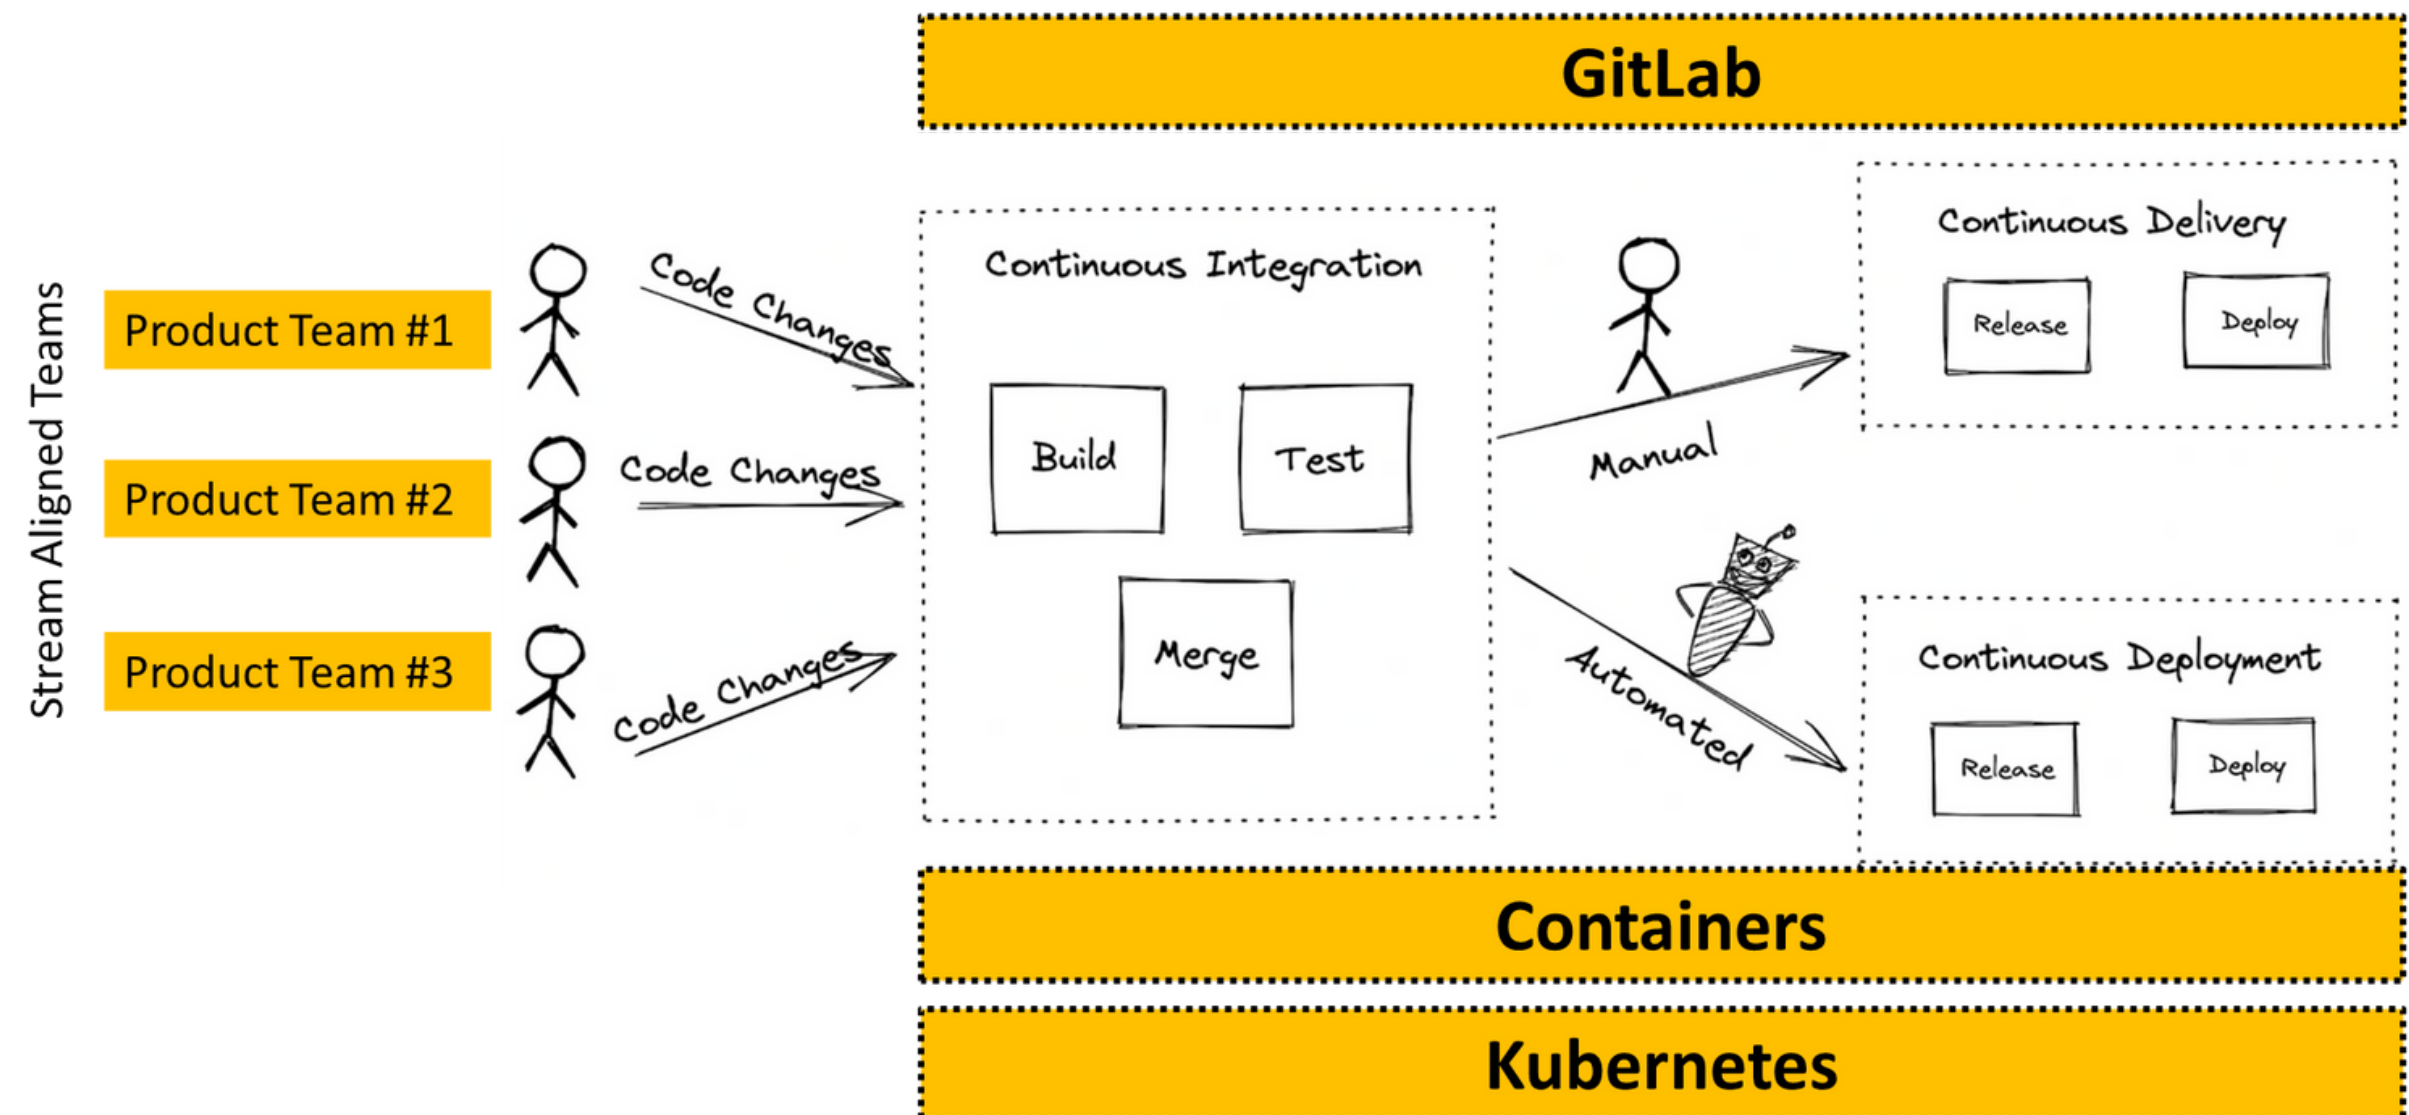 GitLab
Stream Aligned Teams
Product Team #1
Product Team #2
Product Team #3
Code Changes
Code Changes
Code Changes
Continuous Integration
Build
Test
Merge
Manual
Automated
Continuous Delivery
Release
Deploy
Continuous Deployment
Release
Deploy
Containers
Kubernetes